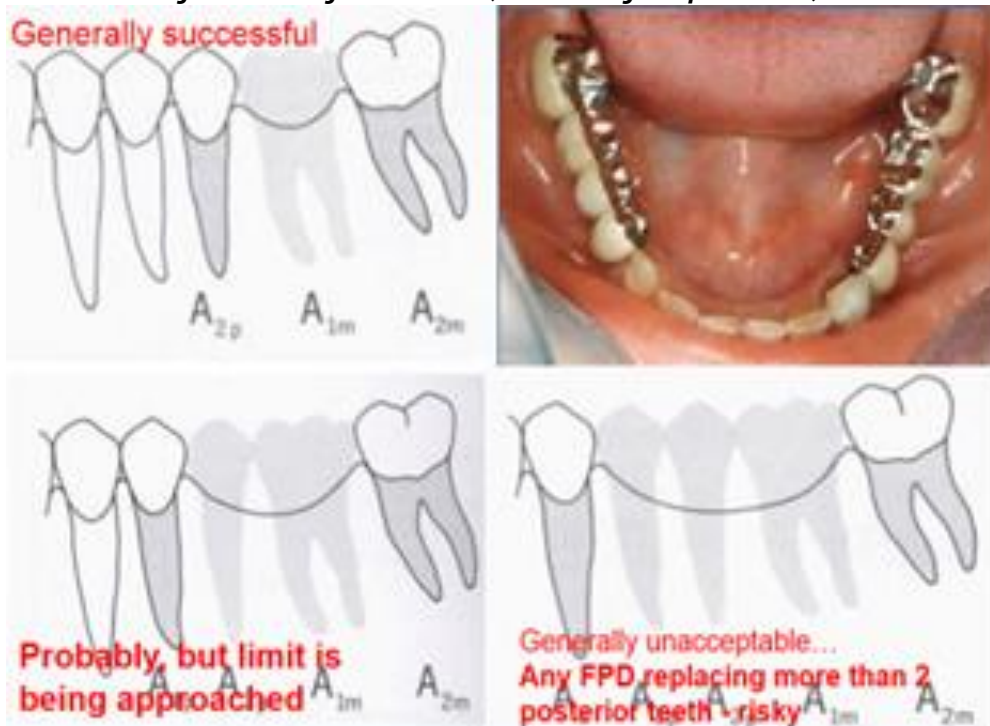 Generally successful
A2p A1m A2m
Probably, but limit is
being approached
A1m A2m
Generally unacceptable...
Any FPD replacing more than 2
posterior teeth - risky
A1m A2m